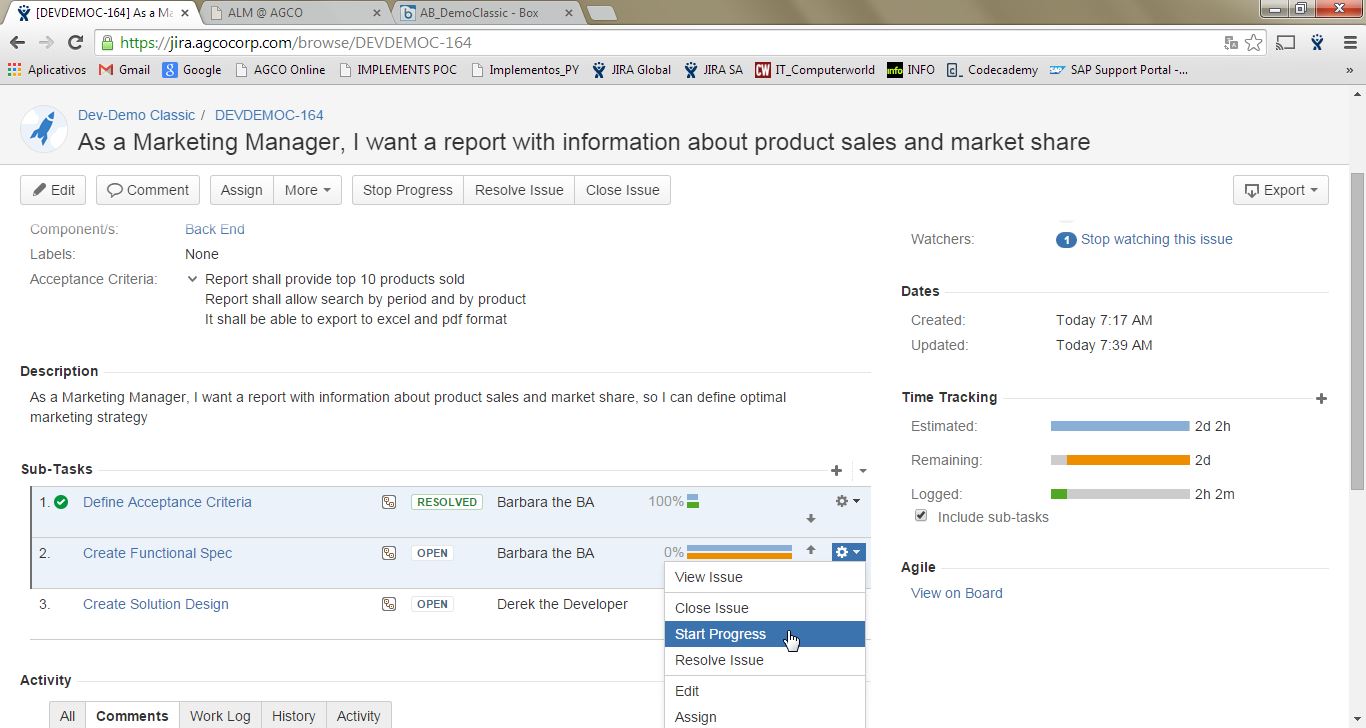 [DEVDEMOC-164] As a Ma
ALM @ AGCO
AB_DemoClassic - Box
https://jira.agcocorp.com/browse/DEVDEMOC-164
Aplicativos
Gmail
Google
AGCO Online
IMPLEMENTS POC
Implementos_PY
JIRA Global
JIRA SA
CW IT_Computerworld
info INFO
Codecademy
SAP Support Portal -...
»
Dev-Demo Classic / DEVDEMOC-164
As a Marketing Manager, I want a report with information about product sales and market share
Edit
Comment
Assign
More
Stop Progress
Resolve Issue
Close Issue
Export
Component/s: Back End
Labels: None
Acceptance Criteria: Report shall provide top 10 products sold
Report shall allow search by period and by product
It shall be able to export to excel and pdf format
Description
As a Marketing Manager, I want a report with information about product sales and market share, so I can define optimal
marketing strategy
Sub-Tasks
1. Define Acceptance Criteria RESOLVED Barbara the BA 100%
2. Create Functional Spec OPEN Barbara the BA 0%
3. Create Solution Design OPEN Derek the Developer
View Issue
Close Issue
Start Progress
Resolve Issue
Edit
Assign
Activity
All
Comments
Work Log
History
Activity
Watchers: 1 Stop watching this issue
Dates
Created: Today 7:17 AM
Updated: Today 7:39 AM
Time Tracking
Estimated: 2d 2h
Remaining: 2d
Logged: 2h 2m
Include sub-tasks
Agile
View on Board